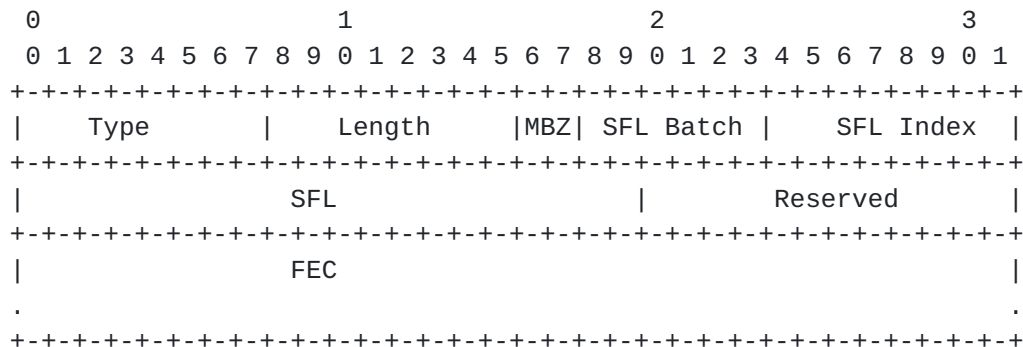 0                   1                   2                   3
 0 1 2 3 4 5 6 7 8 9 0 1 2 3 4 5 6 7 8 9 0 1 2 3 4 5 6 7 8 9 0 1
+-+-+-+-+-+-+-+-+-+-+-+-+-+-+-+-+-+-+-+-+-+-+-+-+-+-+-+-+-+-+-+-+
|    Type       |    Length     |MBZ| SFL Batch |    SFL Index  |
+-+-+-+-+-+-+-+-+-+-+-+-+-+-+-+-+-+-+-+-+-+-+-+-+-+-+-+-+-+-+-+-+
|                 SFL                   |        Reserved       |
+-+-+-+-+-+-+-+-+-+-+-+-+-+-+-+-+-+-+-+-+-+-+-+-+-+-+-+-+-+-+-+-+
|                 FEC                                           |
.                                                               .
+-+-+-+-+-+-+-+-+-+-+-+-+-+-+-+-+-+-+-+-+-+-+-+-+-+-+-+-+-+-+-+-+